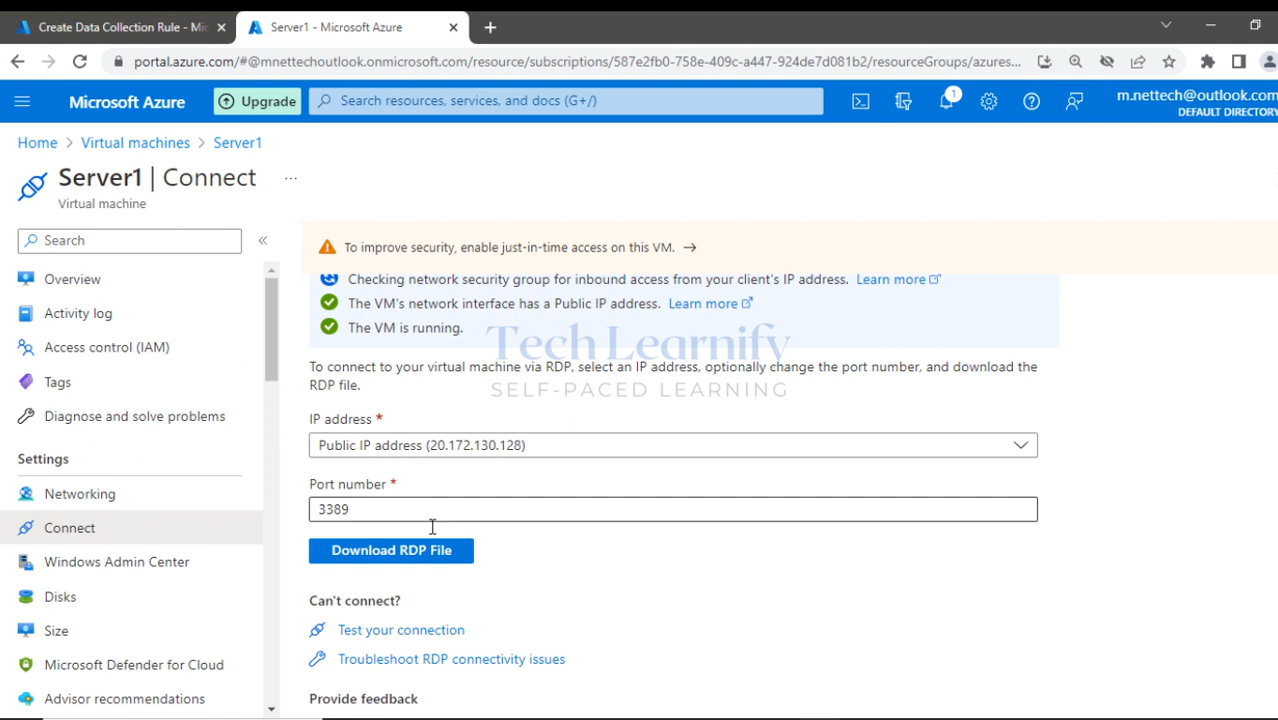 Create Data Collection Rule - Mic
Server1 - Microsoft Azure
portal.azure.com/#@mnettechoutlook.onmicrosoft.com/resource/subscriptions/587e2fb0-758e-409c-a447-924de7d081b2/resourceGroups/azures...
Microsoft Azure
Upgrade
Search resources, services, and docs (G+/)
1
m.nettech@outlook.com
DEFAULT DIRECTORY
Home > Virtual machines > Server1
Server1 | Connect ...
Virtual machine
Search
«
To improve security, enable just-in-time access on this VM. →
Overview
Activity log
Access control (IAM)
Tags
Diagnose and solve problems
Settings
Networking
Connect
Windows Admin Center
Disks
Size
Microsoft Defender for Cloud
Advisor recommendations
Checking network security group for inbound access from your client's IP address. Learn more
The VM's network interface has a Public IP address. Learn more
The VM is running.
Tech Learnify
SELF-PACED LEARNING
To connect to your virtual machine via RDP, select an IP address, optionally change the port number, and download the
RDP file.
IP address *
Public IP address (20.172.130.128)
Port number *
3389
Download RDP File
Can't connect?
Test your connection
Troubleshoot RDP connectivity issues
Provide feedback